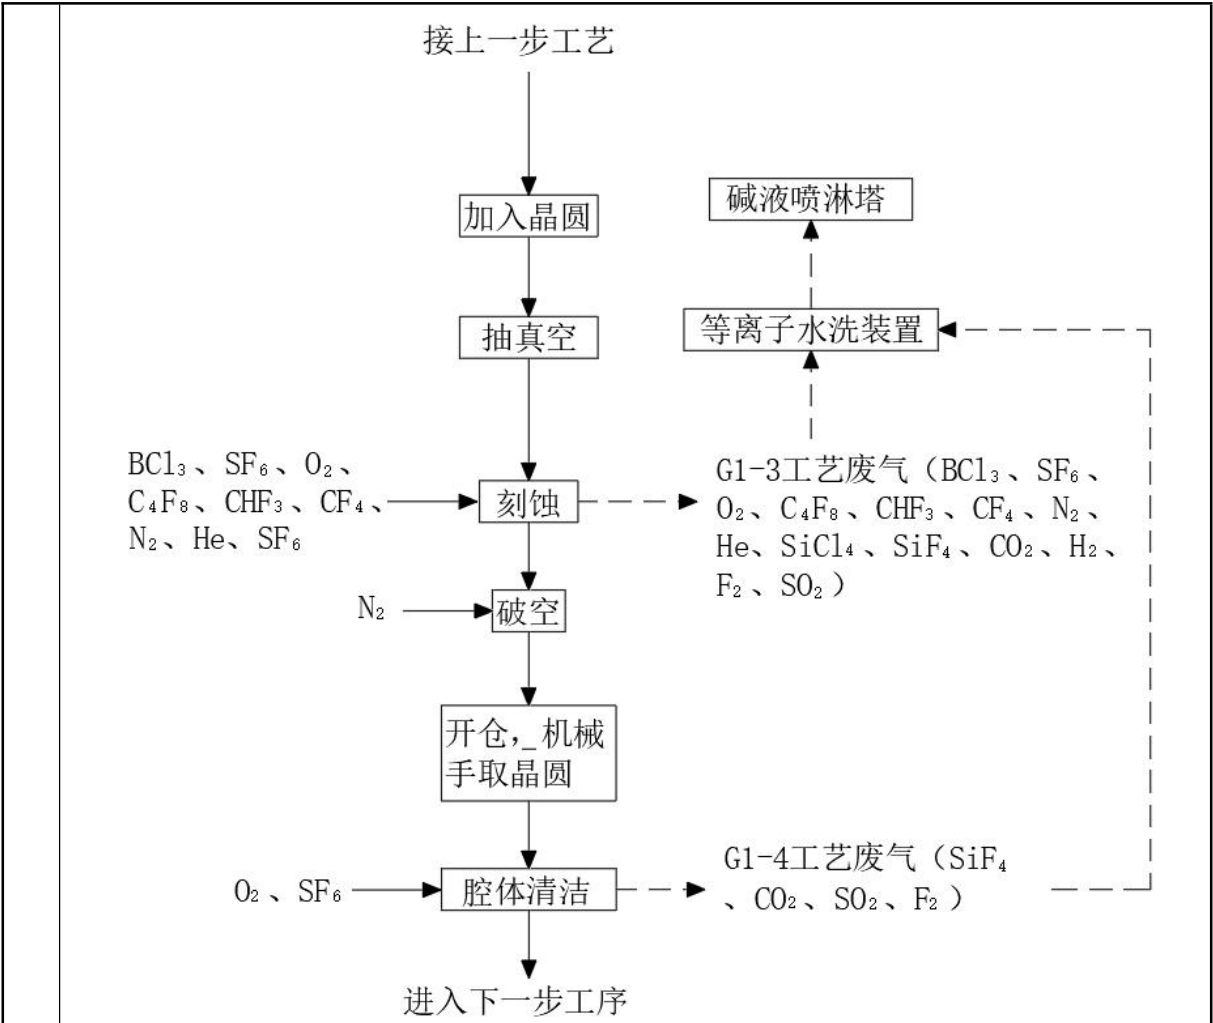 接上一步工艺
加入晶圆
碱液喷淋塔
抽真空
等离子水洗装置
BCl₃、SF₆、O₂、
C₄F₈、CHF₃、CF₄、
N₂、He、SF₆
刻蚀
G1-3工艺废气（BCl₃、SF₆、
O₂、C₄F₈、CHF₃、CF₄、N₂、
He、SiCl₄、SiF₄、CO₂、H₂、
F₂、SO₂）
N₂
破空
开仓,_机械
手取晶圆
O₂、SF₆
腔体清洁
G1-4工艺废气（SiF₄
、CO₂、SO₂、F₂）
进入下一步工序